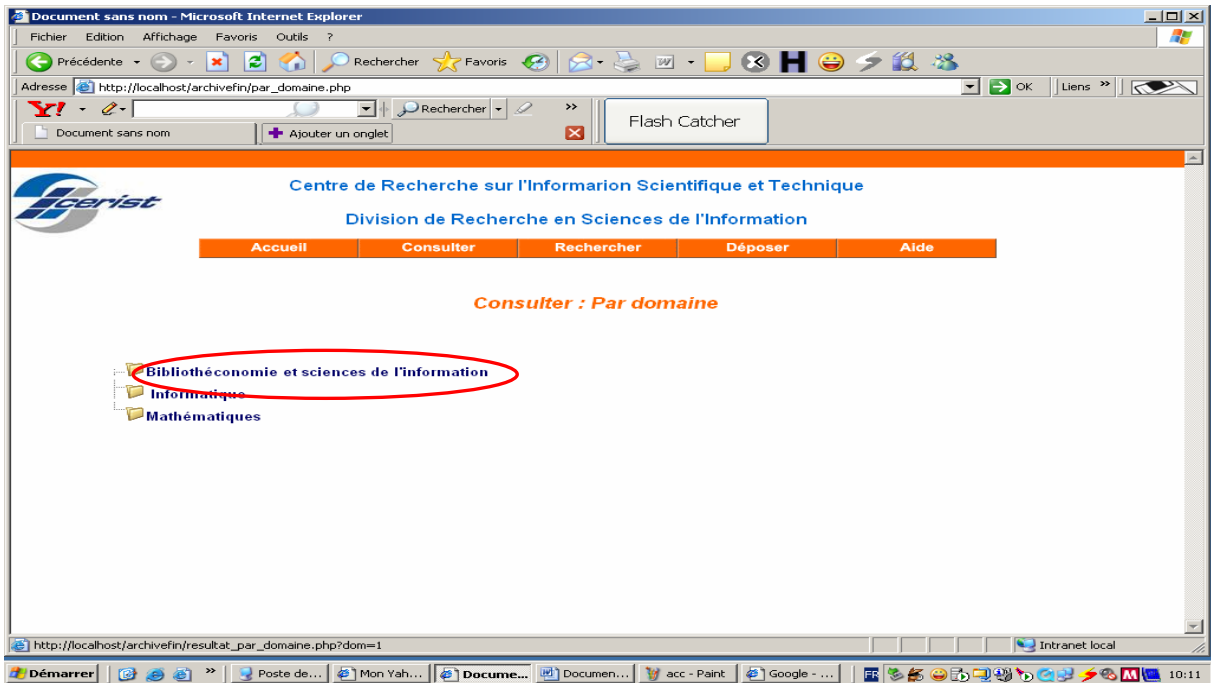 Document sans nom - Microsoft Internet Explorer
Fichier Edition Affichage Favoris Outils ?
Précédente Rechercher Favoris W H
Adresse http://localhost/archivefin/par_domaine.php OK Liens »
Y! Rechercher » Flash Catcher
Document sans nom Ajouter un onglet
cerist
Centre de Recherche sur l'Informarion Scientifique et Technique
Division de Recherche en Sciences de l'Information
Accueil Consulter Rechercher Déposer Aide
Consulter : Par domaine
Bibliothéconomie et sciences de l'information
Informatique
Mathématiques
http://localhost/archivefin/resultat_par_domaine.php?dom=1 Intranet local
Démarrer » Poste de... Mon Yah... Docume... Documen... acc - Paint Google - ... FR M 10:11